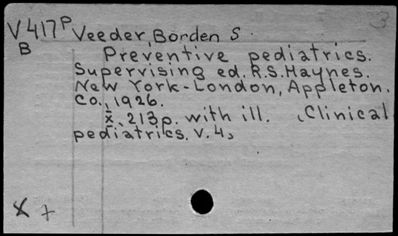 3
V417p Veeder, Borden S.
B
Preventive pediatrics.
Supervising ed. R.S. Haynes.
New York-London, Appleton.
Co., 1926.
x, 213p. with ill. (Clinical
pediatrics. V. 4)
x +